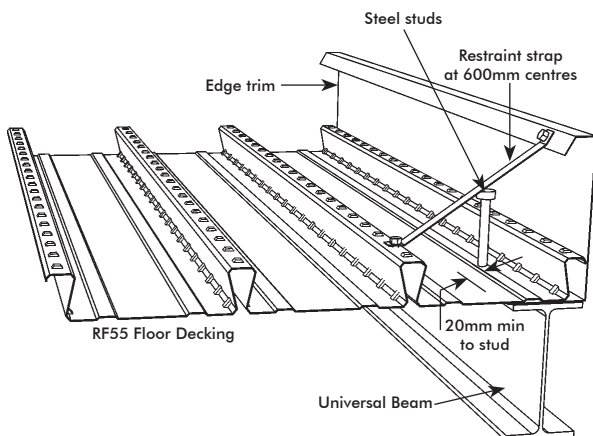 Steel studs
Restraint strap
at 600mm centres
Edge trim
20mm min
to stud
RF55 Floor Decking
Universal Beam